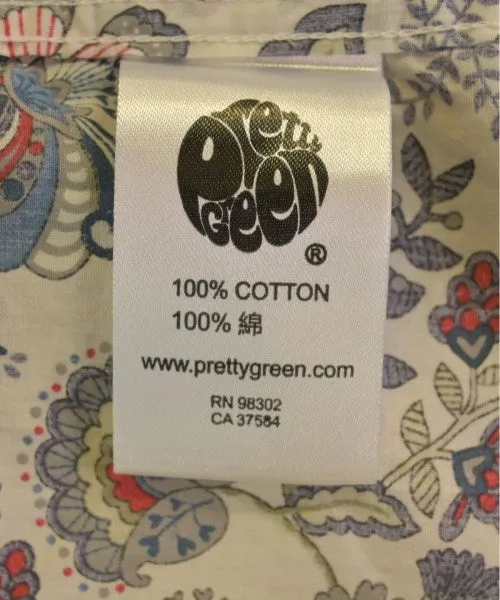 Pretty
Green
®
100% COTTON
100% 綿
www.prettygreen.com
RN 98302
CA 37584